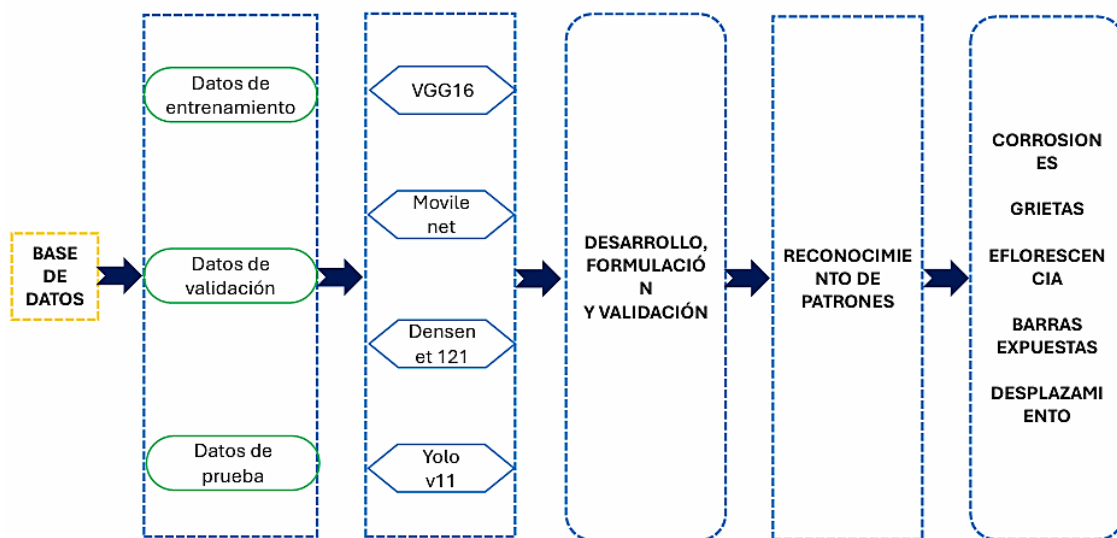 BASE
DE
DATOS
Datos de
entrenamiento
Datos de
validación
Datos de
prueba
VGG16
Movile
net
Densen
et 121
Yolo
v11
DESARROLLO,
FORMULACIÓ
N
Y VALIDACIÓN
RECONOCIMIE
NTO DE
PATRONES
CORROSION
ES
GRIETAS
EFLORESCEN
CIA
BARRAS
EXPUESTAS
DESPLAZAMI
ENTO